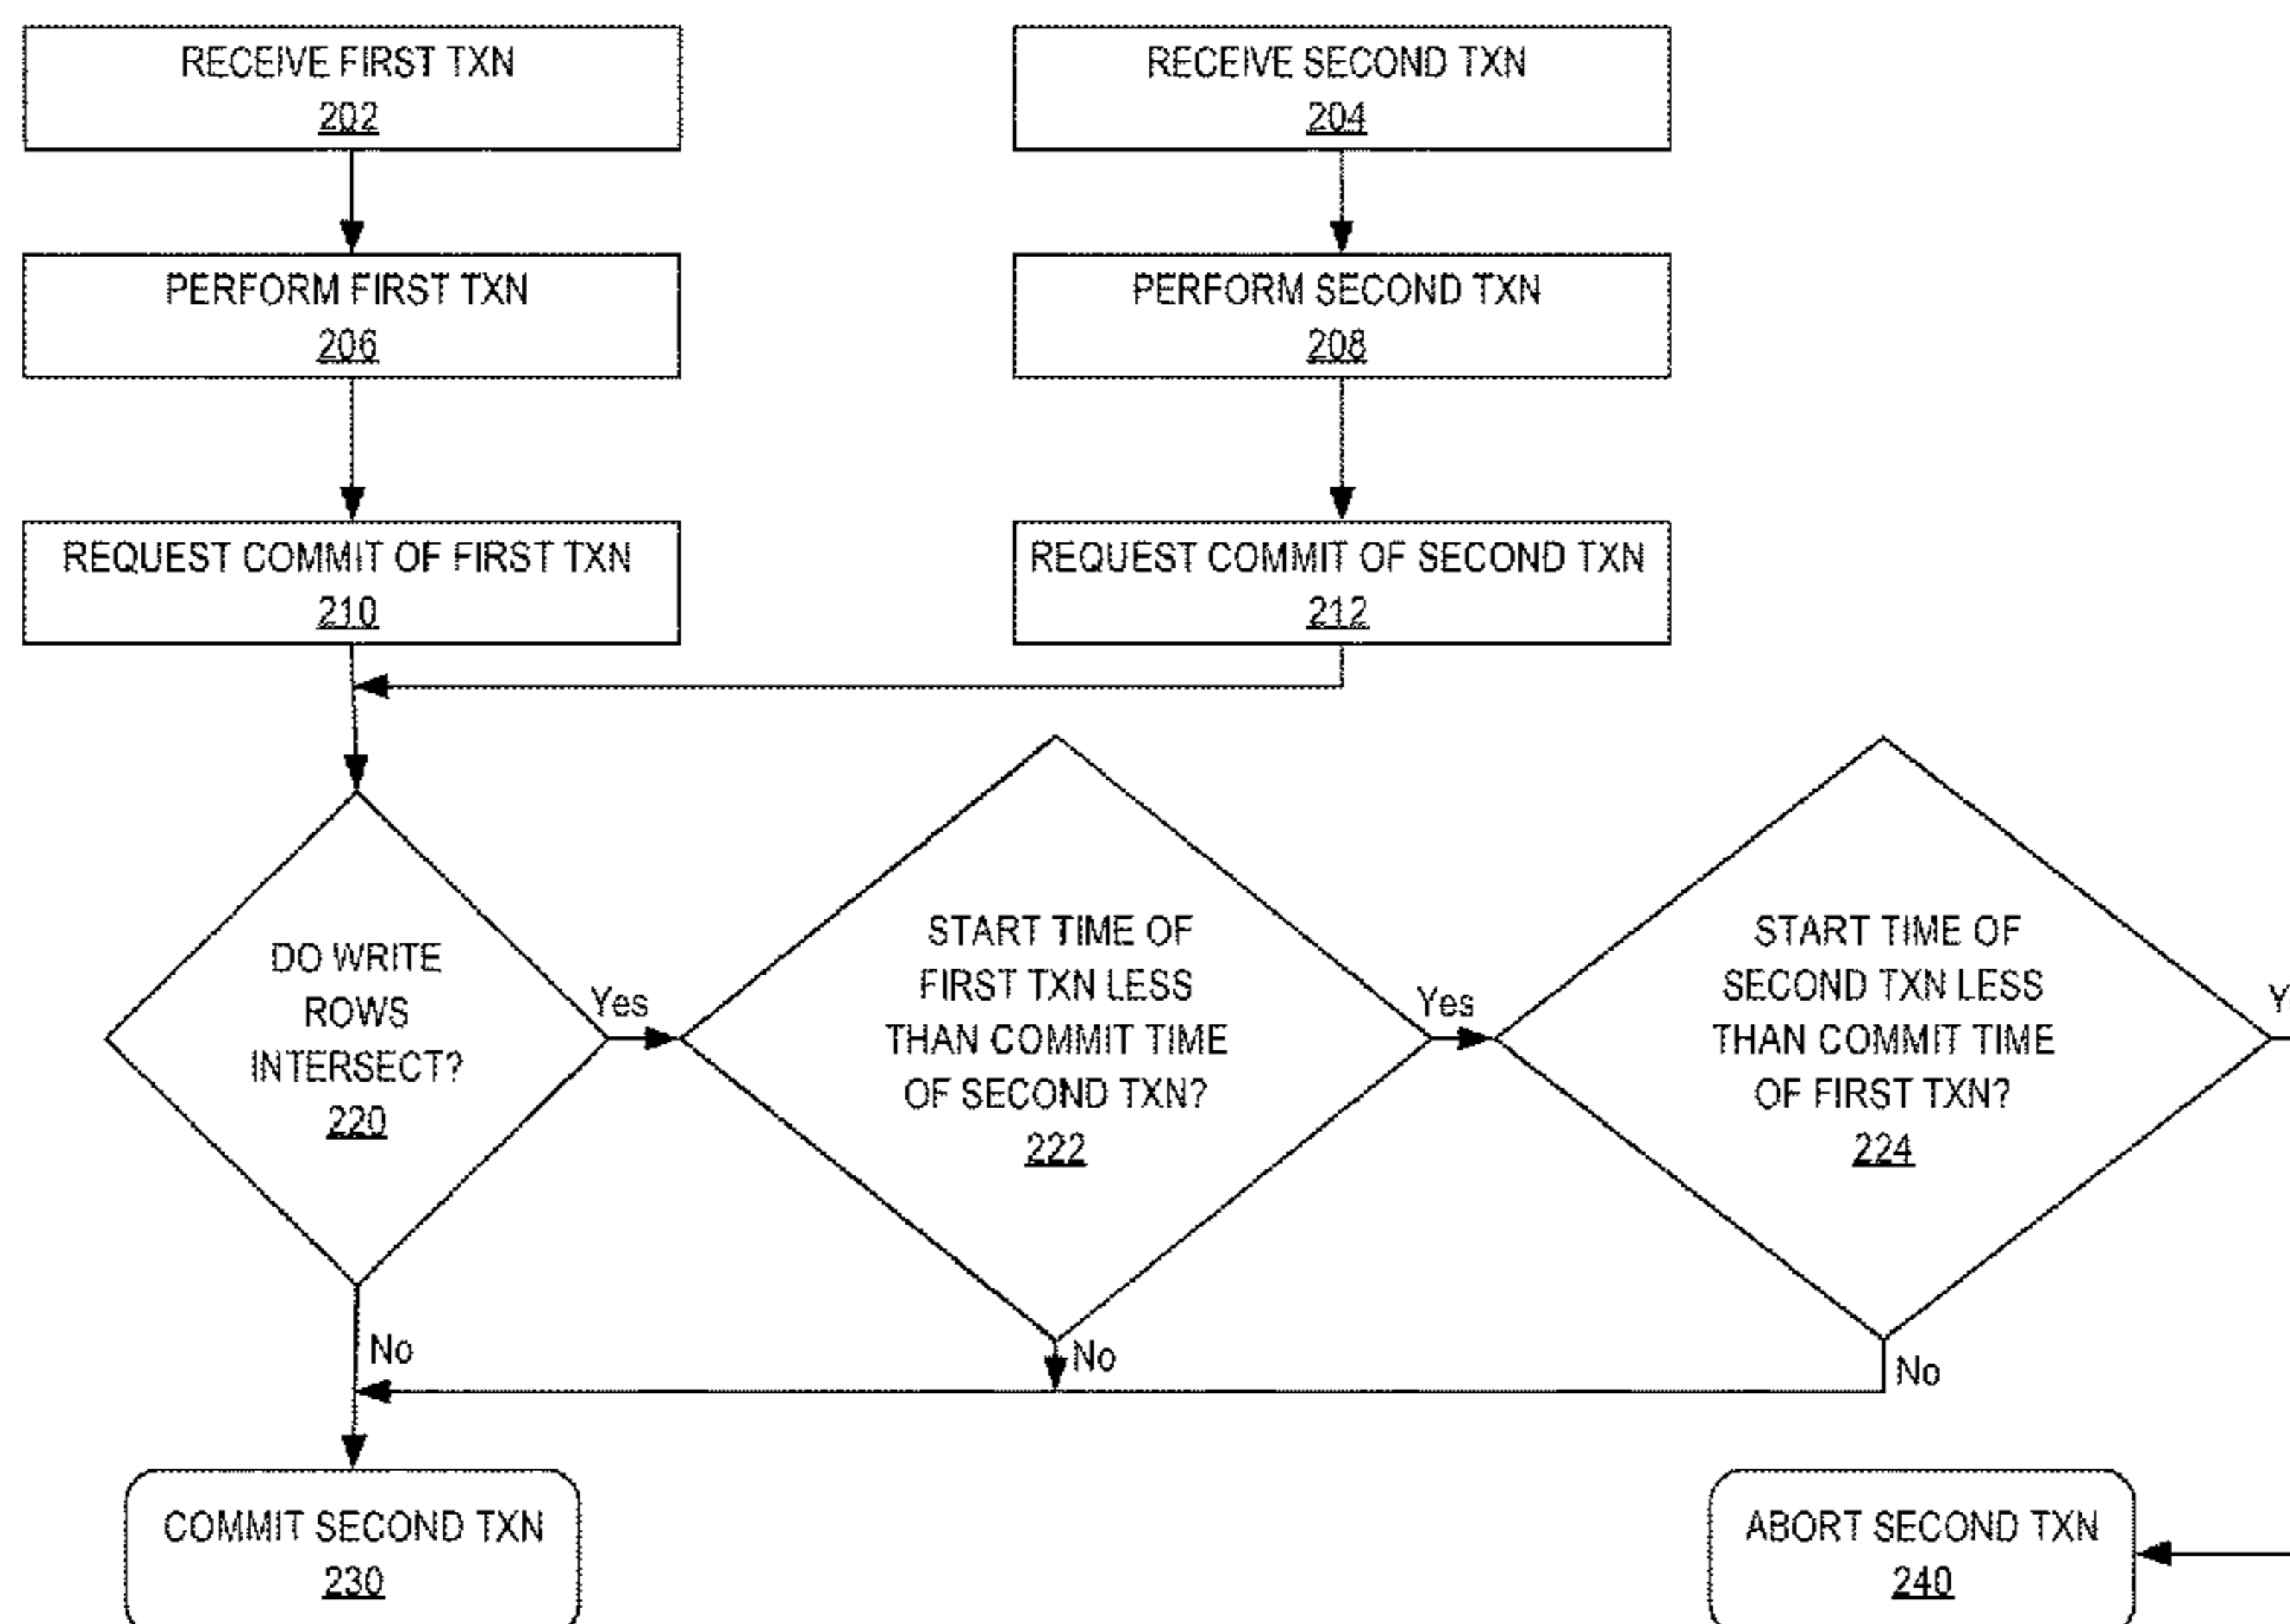 RECEIVE FIRST TXN
202
RECEIVE SECOND TXN
204
PERFORM FIRST TXN
206
PERFORM SECOND TXN
208
REQUEST COMMIT OF FIRST TXN
210
REQUEST COMMIT OF SECOND TXN
212
DO WRITE
ROWS
INTERSECT?
220
Yes
START TIME OF
FIRST TXN LESS
THAN COMMIT TIME
OF SECOND TXN?
222
Yes
START TIME OF
SECOND TXN LESS
THAN COMMIT TIME
OF FIRST TXN?
224
Y
No
No
No
COMMIT SECOND TXN
230
ABORT SECOND TXN
240